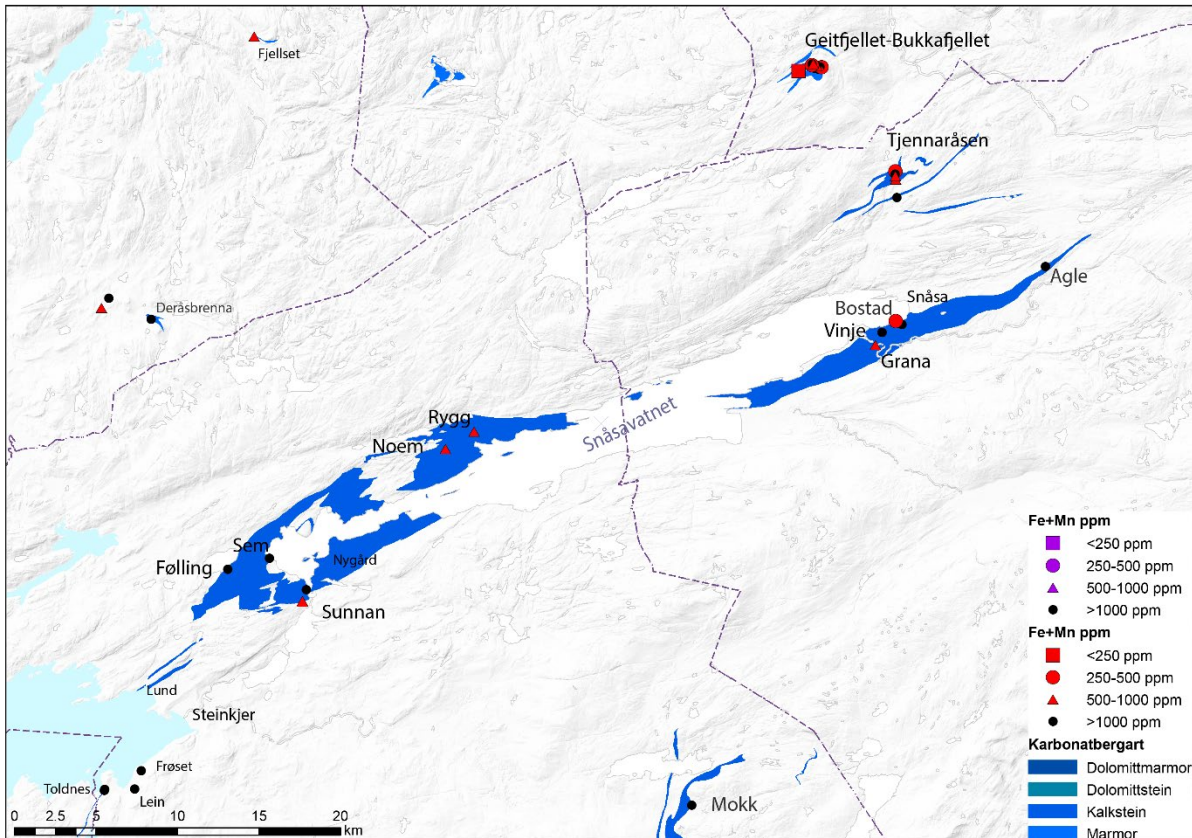 Geitfjellet-Bukkafjellet
Fjellset
Tjennaråsen
Agle
Snåsa
Bostad
Vinje
Grana
Deråsbrenna
Snåsavatnet
Rygg
Noem
Sem
Nygård
Følling
Sunnan
Lund
Steinkjer
Frøset
Toldnes
Lein
Mokk
0 2.5 5 10 15 20
km
Fe+Mn ppm
<250 ppm
250-500 ppm
500-1000 ppm
>1000 ppm
Fe+Mn ppm
<250 ppm
250-500 ppm
500-1000 ppm
>1000 ppm
Karbonatbergart
Dolomittmarmor
Dolomittstein
Kalkstein
Marmor